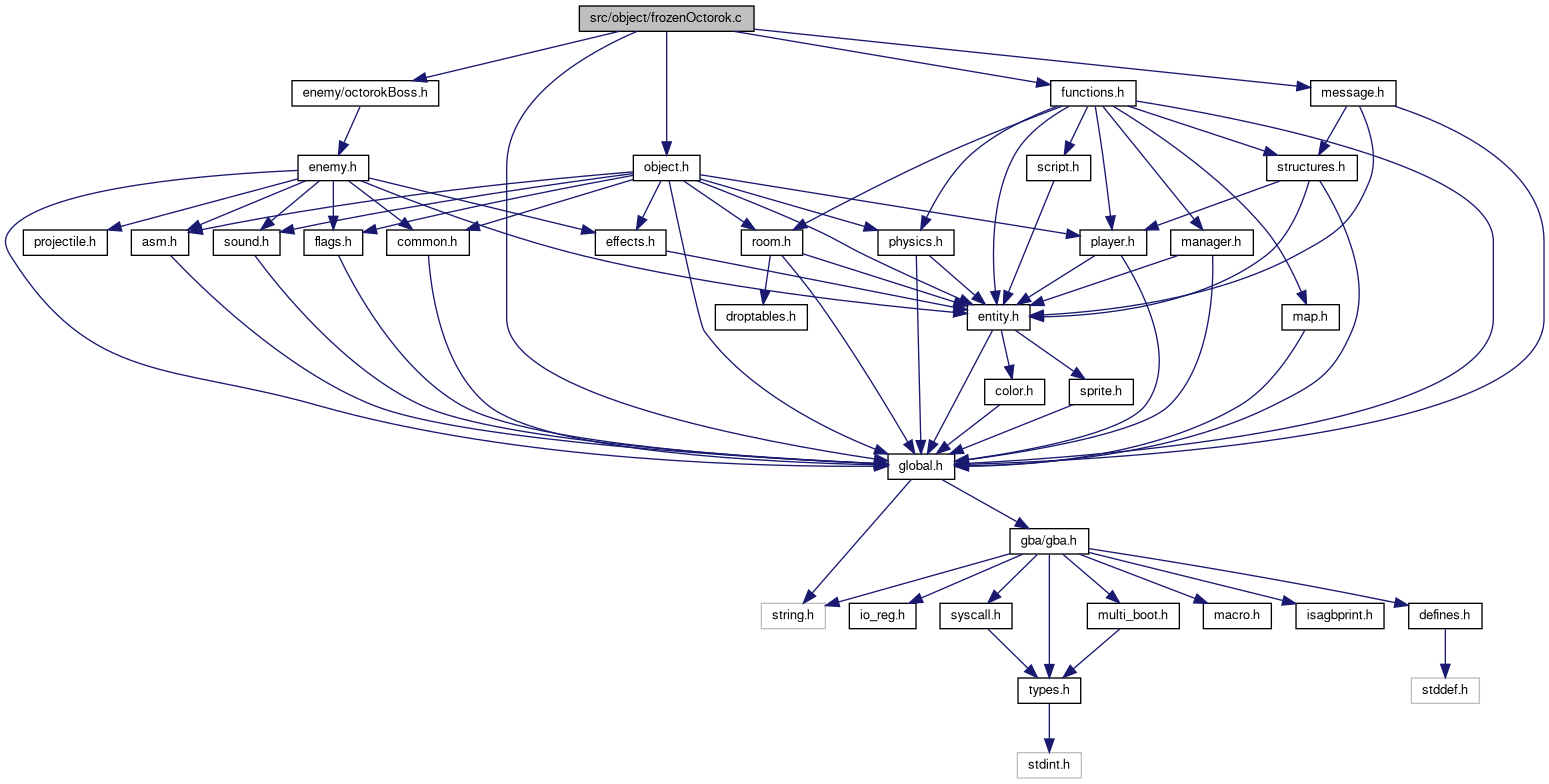 src/object/frozenOctorok.c
enemy/octorokBoss.h
functions.h
message.h
enemy.h
object.h
script.h
structures.h
projectile.h
asm.h
sound.h
flags.h
common.h
effects.h
room.h
physics.h
player.h
manager.h
droptables.h
entity.h
map.h
color.h
sprite.h
global.h
gba/gba.h
string.h
io_reg.h
syscall.h
multi_boot.h
macro.h
isagbprint.h
defines.h
types.h
stddef.h
stdint.h